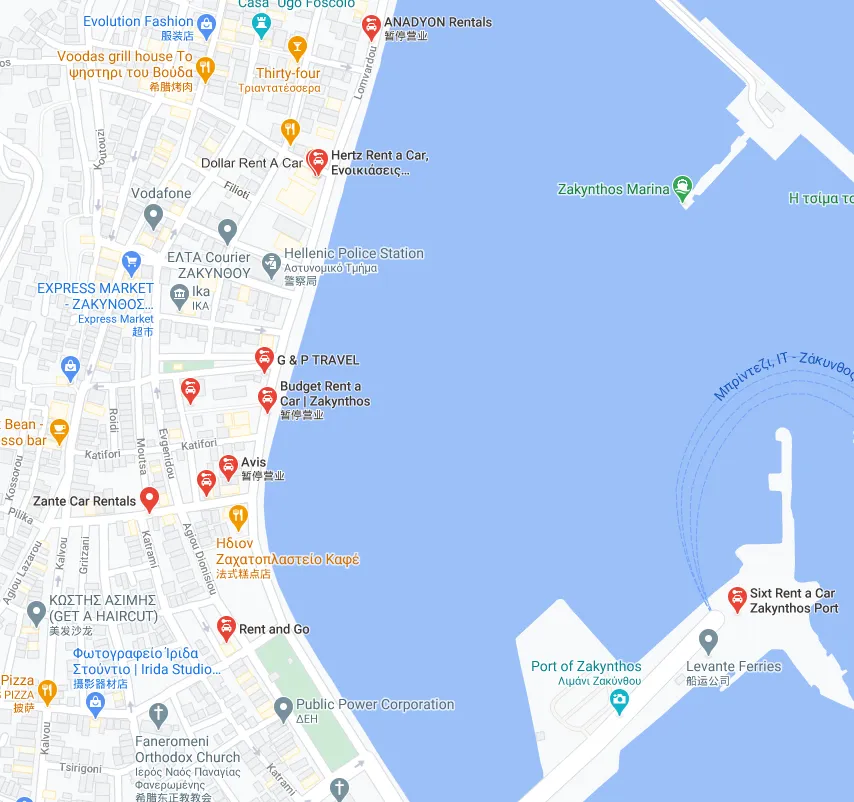 Casa Ugo Foscolo
Evolution Fashion
服装店
ANADYON Rentals
暂停营业
Voodas grill house Το
ψηστηρι του Βούδα
希腊烤肉
Thirty-four
Τριαντατέσσερα
Lomvardou
Koutouzi
Dollar Rent A Car
Hertz Rent a Car,
Ενοικιάσεις...
Filioti
Vodafone
Zakynthos Marina
Η τσίμα το
ΕΛΤΑ Courier
ΖΑΚΥΝΘΟΥ
Hellenic Police Station
Αστυνομικό Τμήμα
警察局
EXPRESS MARKET
- ΖΑΚΥΝΘΟΣ...
Express Market
超市
Ika
ΙΚΑ
G & P TRAVEL
Budget Rent a
Car | Zakynthos
暂停营业
Μπρίντεζι, IT - Ζάκυνθος
t Bean -
sso bar
Roidi
Katifori
Katifori
Moutsa
Evgenidou
Kossorou
Avis
暂停营业
Zante Car Rentals
Pilika
Ηδιον
Ζαχατοπλαστείο Καφέ
法式糕点店
Agiou Lazarou
Kalvou
Gritzani
Katrami
Agiou Dionisiou
ΚΩΣΤΗΣ ΑΣΙΜΗΣ
(GET A HAIRCUT)
美发沙龙
Rent and Go
Sixt Rent a Car
Zakynthos Port
Φωτογραφείο Ίριδα
Στούντιο | Irida Studio...
摄影器材店
Port of Zakynthos
Λιμάνι Ζακύνθου
Levante Ferries
船运公司
Pizza
S PIZZA
披萨
Public Power Corporation
ΔΕΗ
Kalvou
Faneromeni
Orthodox Church
Ιερός Ναός Παναγίας
Φανερωμένης
希腊东正教教会
Tsirigoni
Katrami